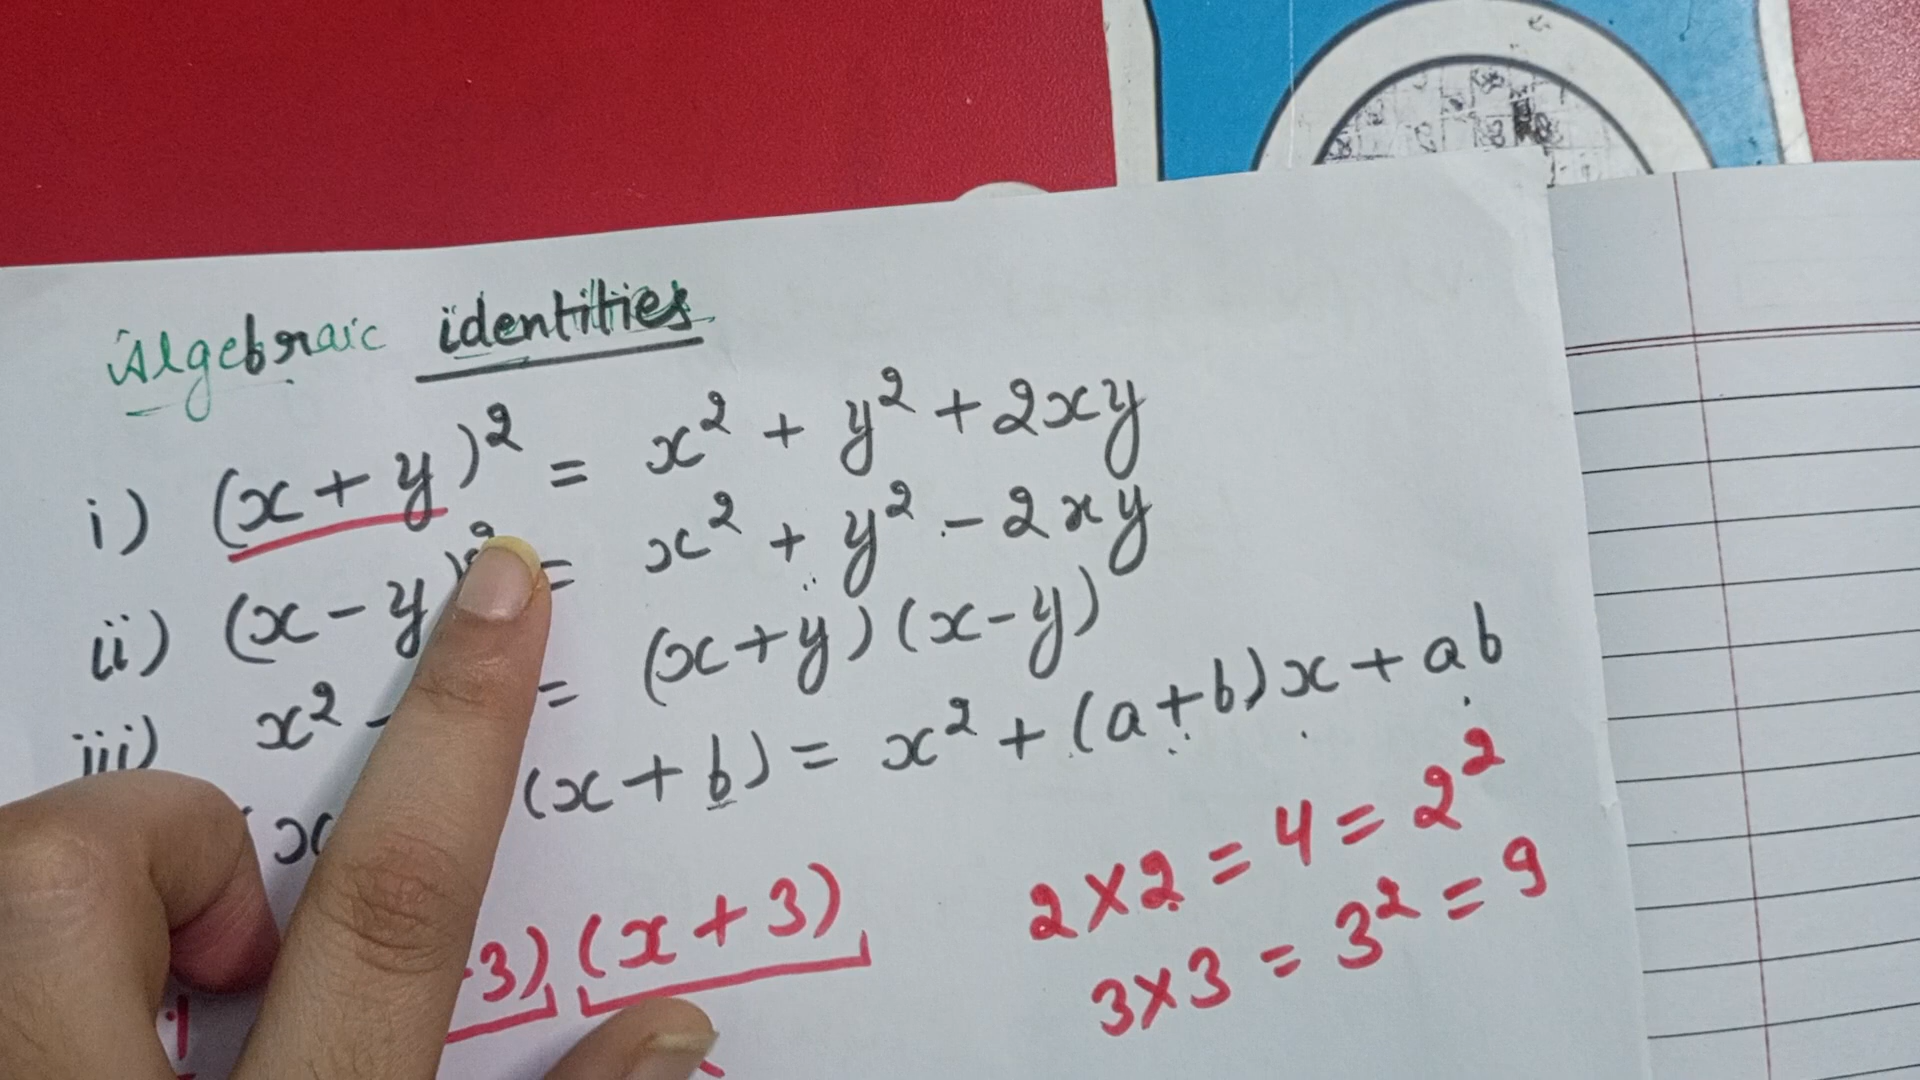 Algebraic identities
i) (x + y)² = x² + y² + 2xy
ii) (x - y)² = x² + y² - 2xy
iii) x² - = (x+y)(x-y)
(x (x + b) = x² + (a+b)x + ab
3) (x + 3)
2×2 = 4 = 2²
3×3 = 3² = 9